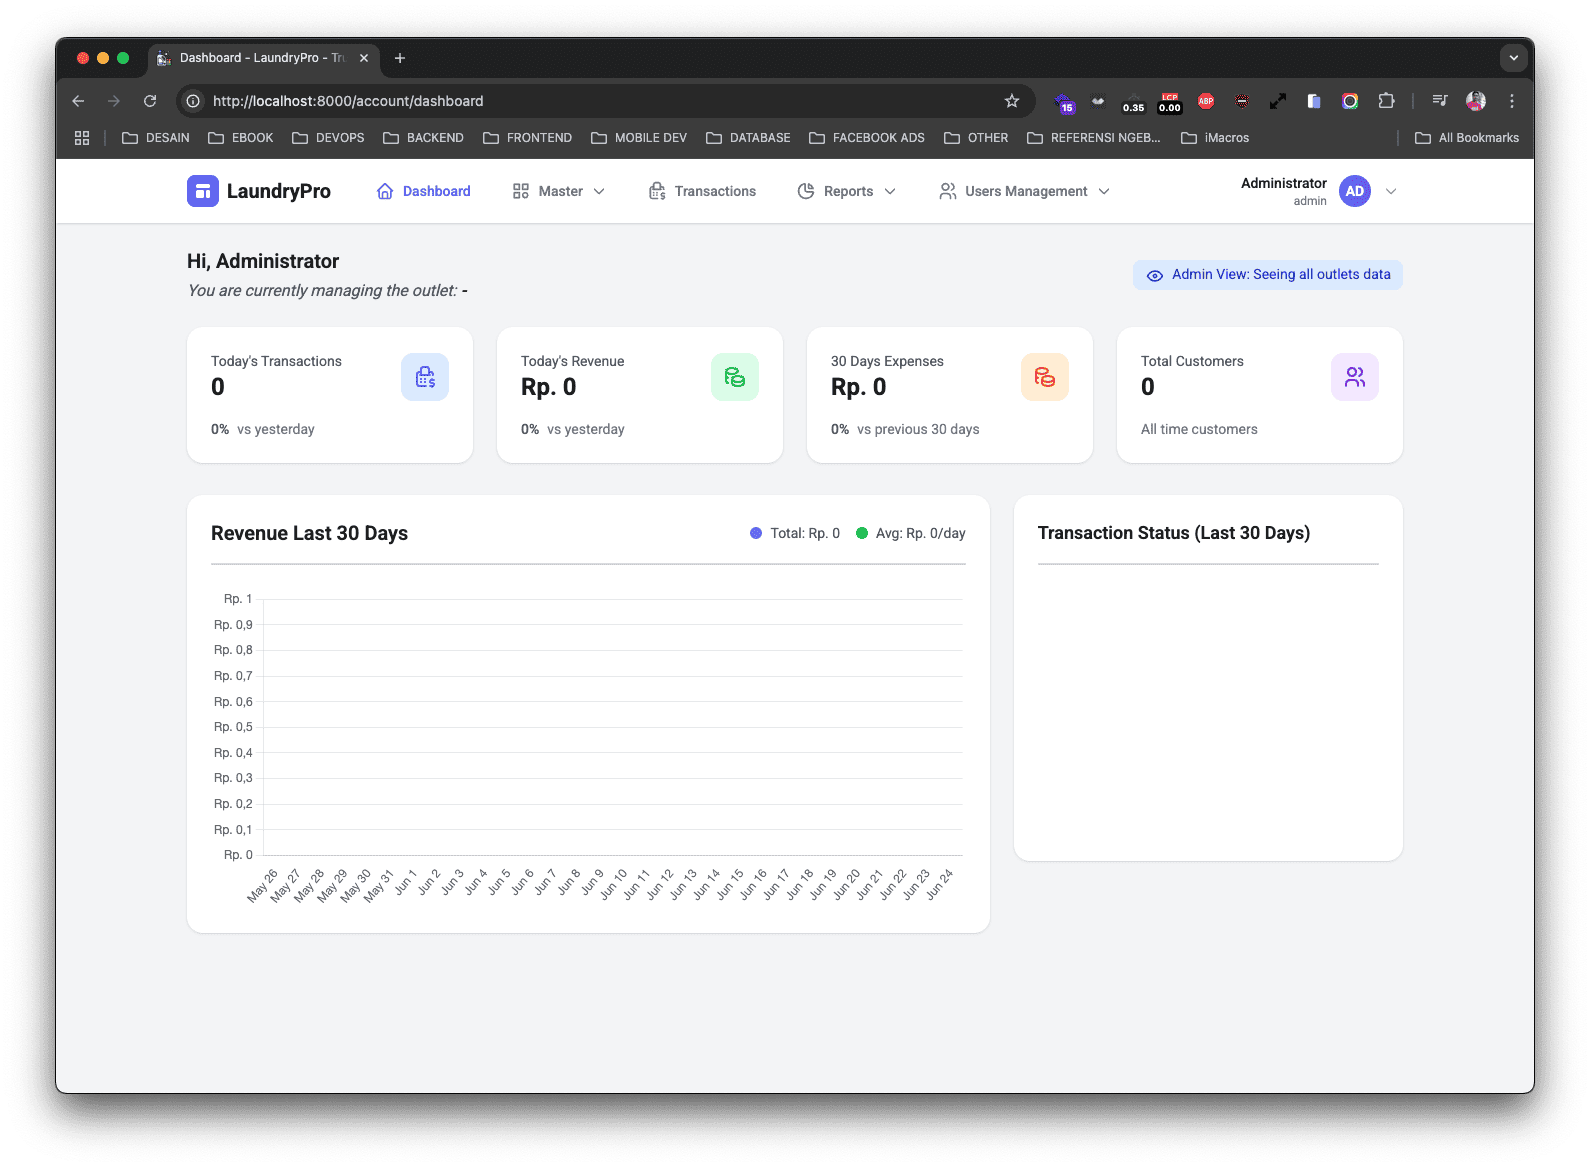 Dashboard - LaundryPro - Tr
http://localhost:8000/account/dashboard
15
0.35
LCP
0.00
ABP
DESAIN
EBOOK
DEVOPS
BACKEND
FRONTEND
MOBILE DEV
DATABASE
FACEBOOK ADS
OTHER
REFERENSI NGEB...
iMacros
All Bookmarks
LaundryPro
Dashboard
Master
Transactions
Reports
Users Management
Administrator
admin
AD
Hi, Administrator
You are currently managing the outlet: -
Admin View: Seeing all outlets data
Today's Transactions
0
0% vs yesterday
Today's Revenue
Rp. 0
0% vs yesterday
30 Days Expenses
Rp. 0
0% vs previous 30 days
Total Customers
0
All time customers
Revenue Last 30 Days
Total: Rp. 0
Avg: Rp. 0/day
Rp. 1
Rp. 0,9
Rp. 0,8
Rp. 0,7
Rp. 0,6
Rp. 0,5
Rp. 0,4
Rp. 0,3
Rp. 0,2
Rp. 0,1
Rp. 0
May 26
May 27
May 28
May 29
May 30
May 31
Jun 1
Jun 2
Jun 3
Jun 4
Jun 5
Jun 6
Jun 7
Jun 8
Jun 9
Jun 10
Jun 11
Jun 12
Jun 13
Jun 14
Jun 15
Jun 16
Jun 17
Jun 18
Jun 19
Jun 20
Jun 21
Jun 22
Jun 23
Jun 24
Transaction Status (Last 30 Days)